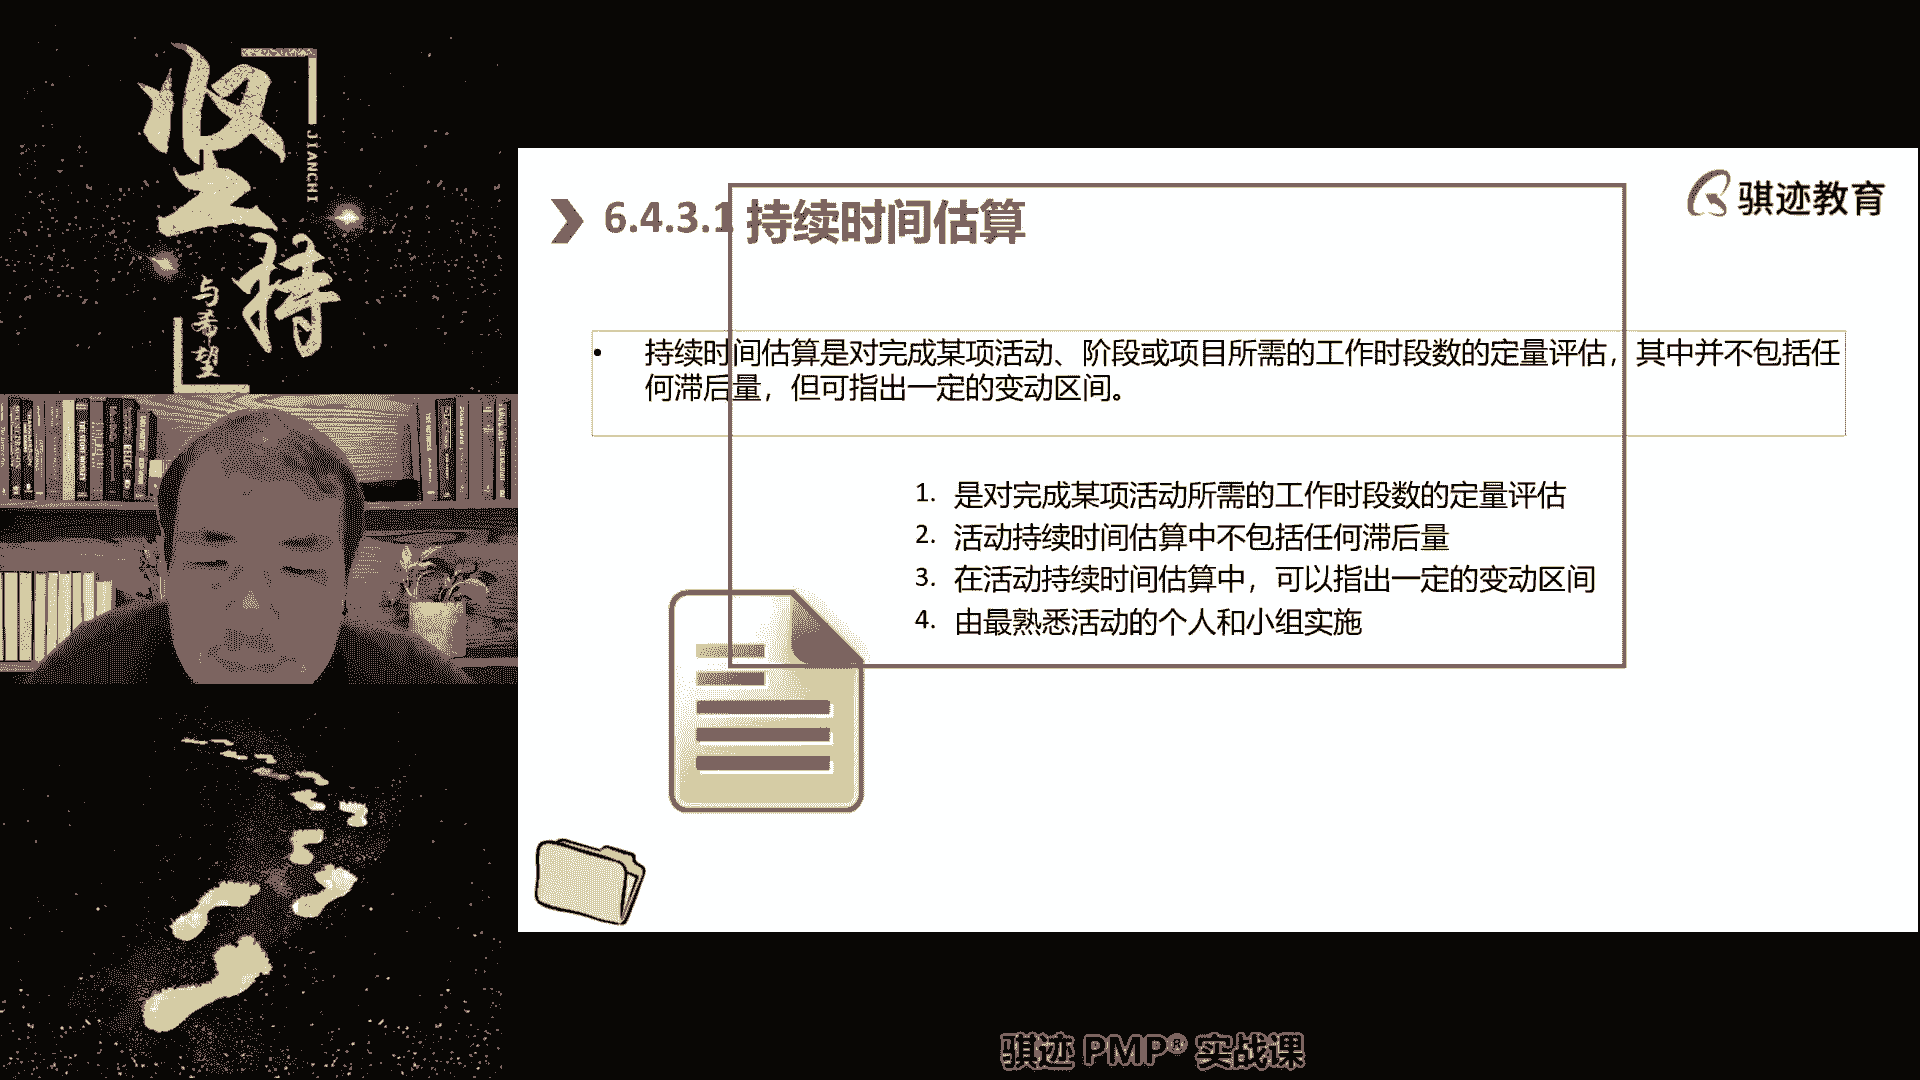 坚持
JIANCHI
与希望
骐迹教育
6.4.3.1 持续时间估算
• 持续时间估算是对完成某项活动、阶段或项目所需的工作时段数的定量评估，其中并不包括任
何滞后量，但可指出一定的变动区间。
1. 是对完成某项活动所需的工作时段数的定量评估
2. 活动持续时间估算中不包括任何滞后量
3. 在活动持续时间估算中，可以指出一定的变动区间
4. 由最熟悉活动的个人和小组实施
骐迹 PMP® 实战课